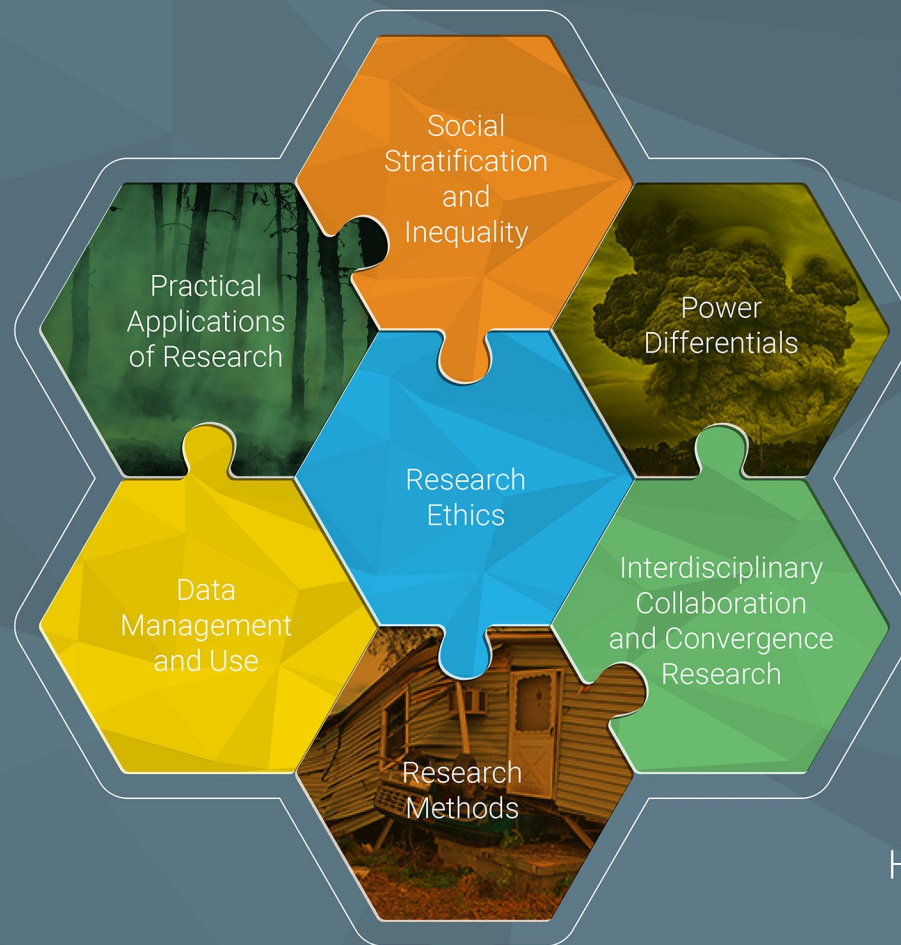 Social
Stratification
and
Inequality
Practical
Applications
of Research
Power
Differentials
Research
Ethics
Data
Management
and Use
Interdisciplinary
Collaboration
and Convergence
Research
Research
Methods
H